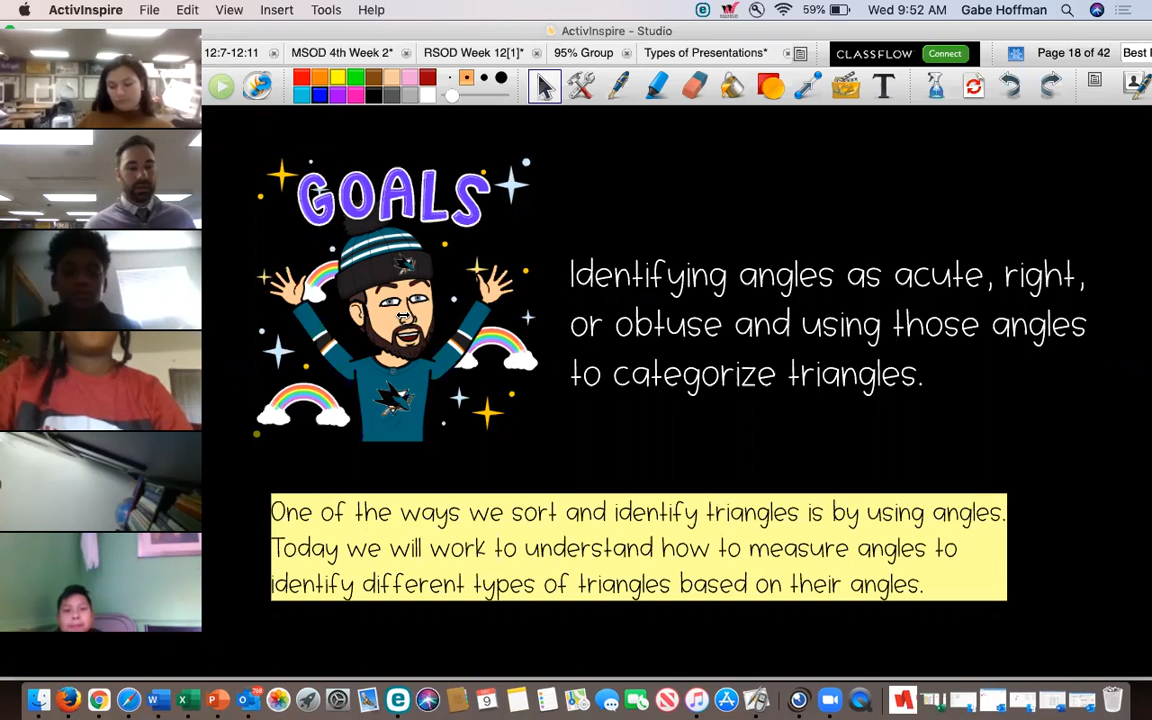 ActivInspire File Edit View Insert Tools Help 59% Wed 9:52 AM Gabe Hoffman
ActivInspire - Studio
12:7-12:11 MSOD 4th Week 2* RSOD Week 12[1]* 95% Group Types of Presentations* CLASSFLOW Connect Page 18 of 42 Best F
T
GOALS
Identifying angles as acute, right,
or obtuse and using those angles
to categorize triangles.
One of the ways we sort and identify triangles is by using angles.
Today we will work to understand how to measure angles to
identify different types of triangles based on their angles.